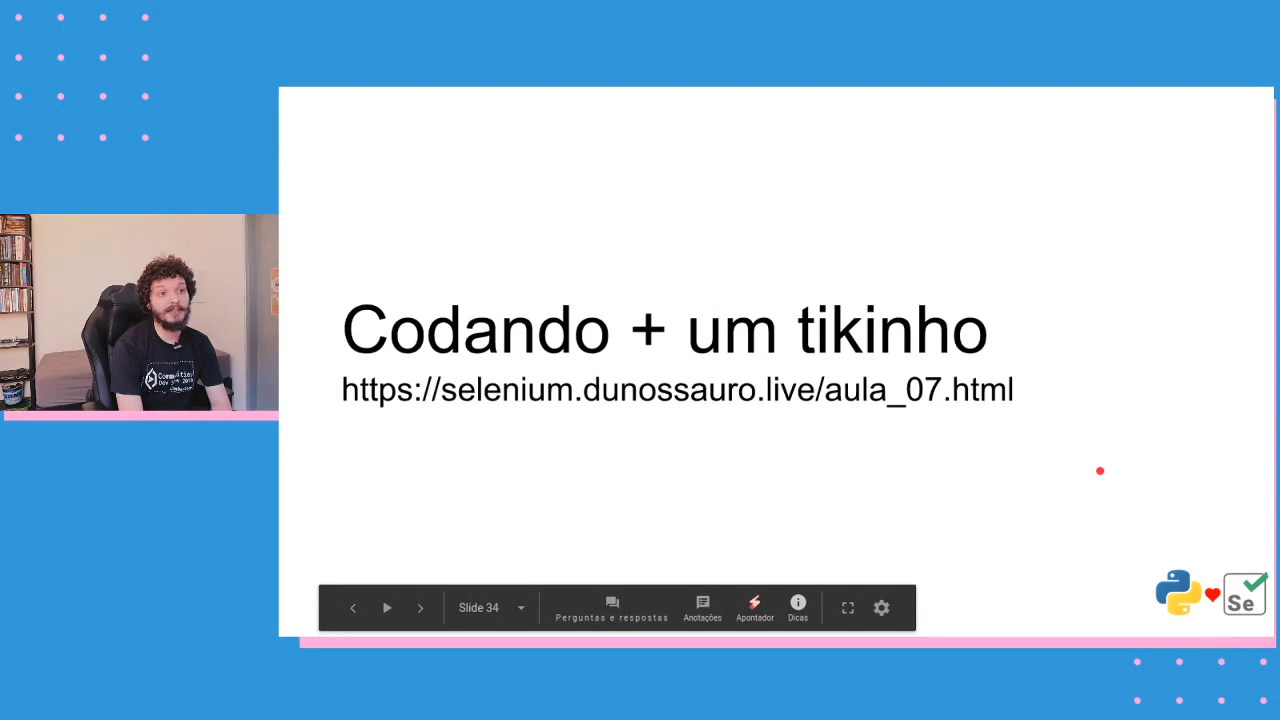 Codando + um tikinho
https://selenium.dunossauro.live/aula_07.html
Se
Slide 34
Perguntas e respostas
Anotações
Apontador
Dicas